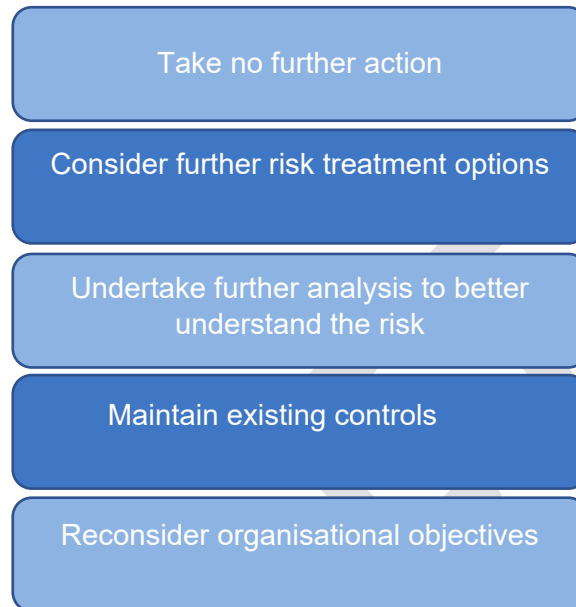 Take no further action
Consider further risk treatment options
Undertake further analysis to better
understand the risk
Maintain existing controls
Reconsider organisational objectives